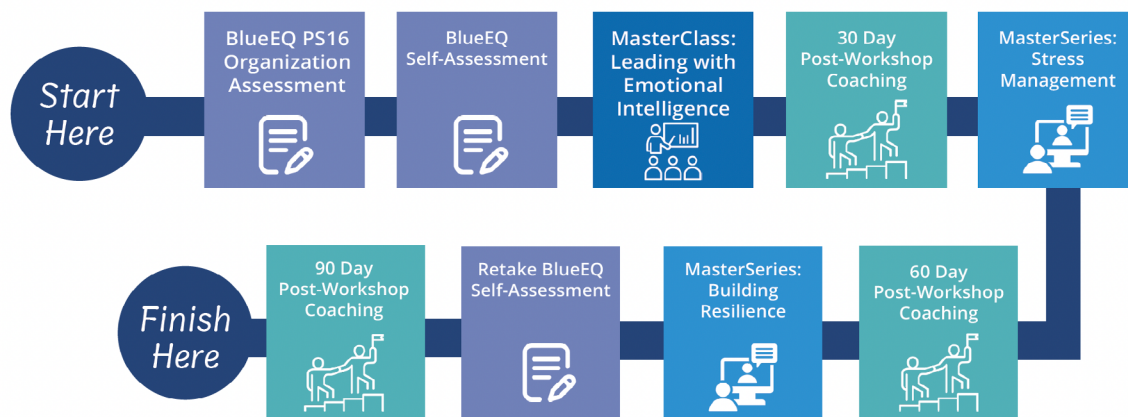 Start
Here
BlueEQ PS16
Organization
Assessment
BlueEQ
Self-Assessment
MasterClass:
Leading with
Emotional
Intelligence
30 Day
Post-Workshop
Coaching
MasterSeries:
Stress
Management
60 Day
Post-Workshop
Coaching
MasterSeries:
Building
Resilience
Retake BlueEQ
Self-Assessment
90 Day
Post-Workshop
Coaching
Finish
Here